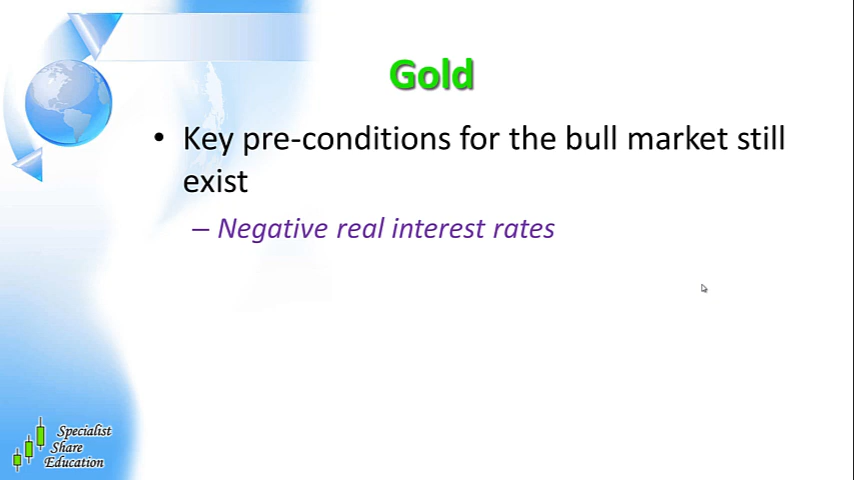 Gold
• Key pre-conditions for the bull market still
exist
– Negative real interest rates
Specialist
Share
Education